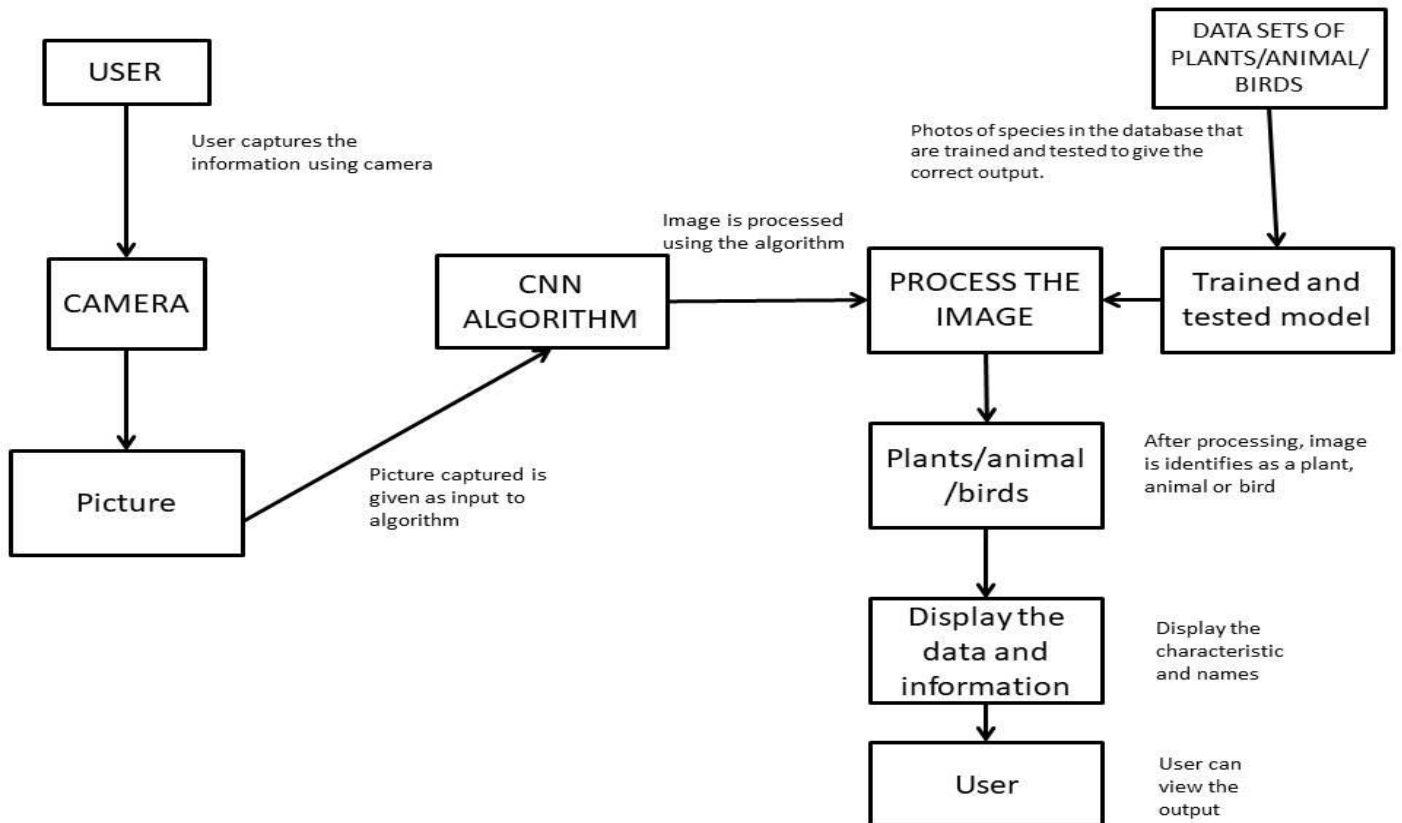 USER
User captures the
information using camera
CAMERA
Picture
Picture captured is
given as input to
algorithm
CNN
ALGORITHM
Image is processed
using the algorithm
DATA SETS OF
PLANTS/ANIMAL/
BIRDS
Photos of species in the database that
are trained and tested to give the
correct output.
Trained and
tested model
PROCESS THE
IMAGE
Plants/animal
/birds
After processing, image
is identifies as a plant,
animal or bird
Display the
data and
information
Display the
characteristic
and names
User
User can
view the
output